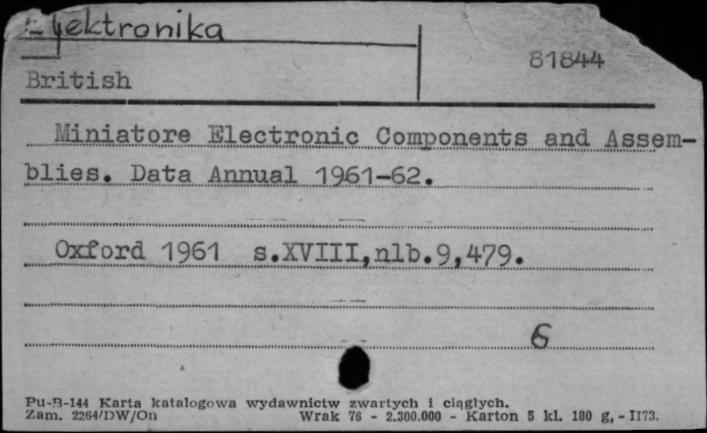 Elektronika
81844
British
Miniatore Electronic Components and Assem-
blies. Data Annual 1961-62.
Oxford 1961 s.XVIII,nlb.9,479.
6
Pu-B-144 Karta katalogowa wydawnictw zwartych i ciągłych.
Zam. 2264/DW/On Wrak 76 - 2.300.000 - Karton 5 kl. 180 g, - II73.